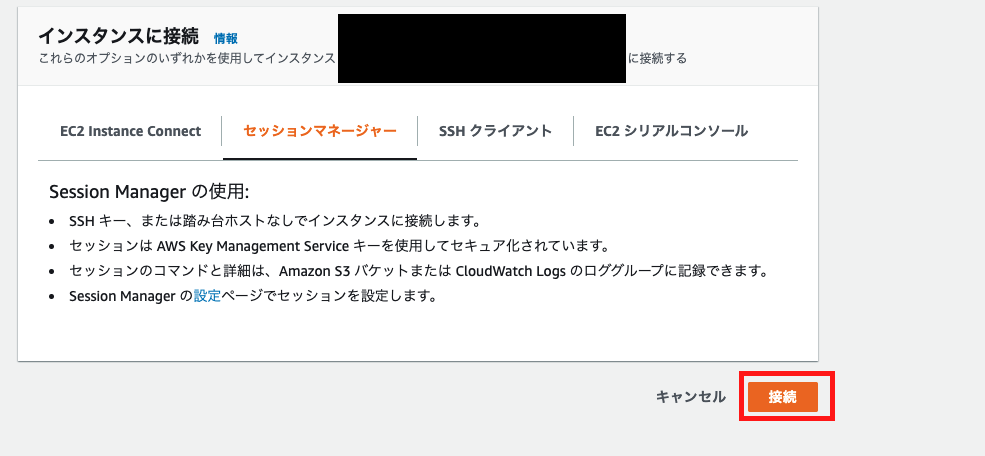 インスタンスに接続 情報
これらのオプションのいずれかを使用してインスタンス に接続する
EC2 Instance Connect セッションマネージャー SSH クライアント EC2 シリアルコンソール
Session Manager の使用:
• SSH キー、または踏み台ホストなしでインスタンスに接続します。
• セッションは AWS Key Management Service キーを使用してセキュア化されています。
• セッションのコマンドと詳細は、Amazon S3 バケットまたは CloudWatch Logs のロググループに記録できます。
• Session Manager の設定ページでセッションを設定します。
キャンセル 接続